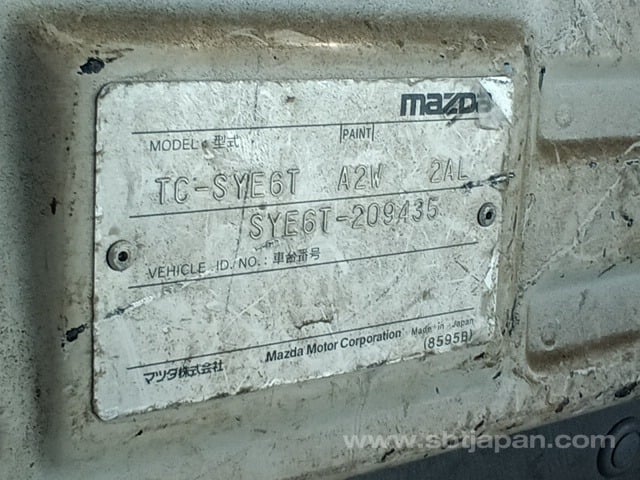 mazda
MODEL : 型式 PAINT
TC-SYE6T A2W 2AL
SYE6T-209435
VEHICLE .ID./NO. : 車台番号
マツダ株式会社 Mazda Motor Corporation Made in Japan
(8595B)
www.sbtjapan.com